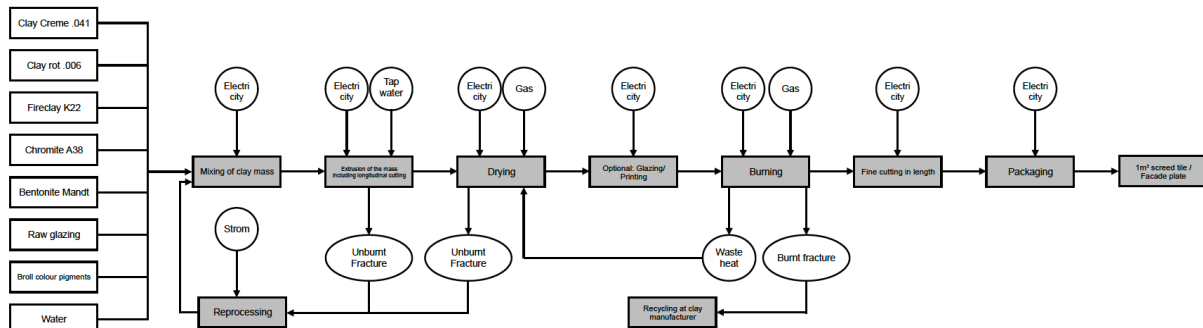 Clay Creme .041
Clay rot .006
Fireclay K22
Chromite A38
Bentonite Mandt
Raw glazing
Broll colour pigments
Water
Electri
city
Electri
city
Tap
water
Electri
city
Gas
Electri
city
Electri
city
Gas
Electri
city
Electri
city
Mixing of clay mass
Extrusion of the mass
including longitudinal cutting
Drying
Optional: Glazing/
Printing
Burning
Fine cutting in length
Packaging
1m² screed tile /
Facade plate
Strom
Unburnt
Fracture
Unburnt
Fracture
Waste
heat
Burnt fracture
Reprocessing
Recycling at clay
manufacturer